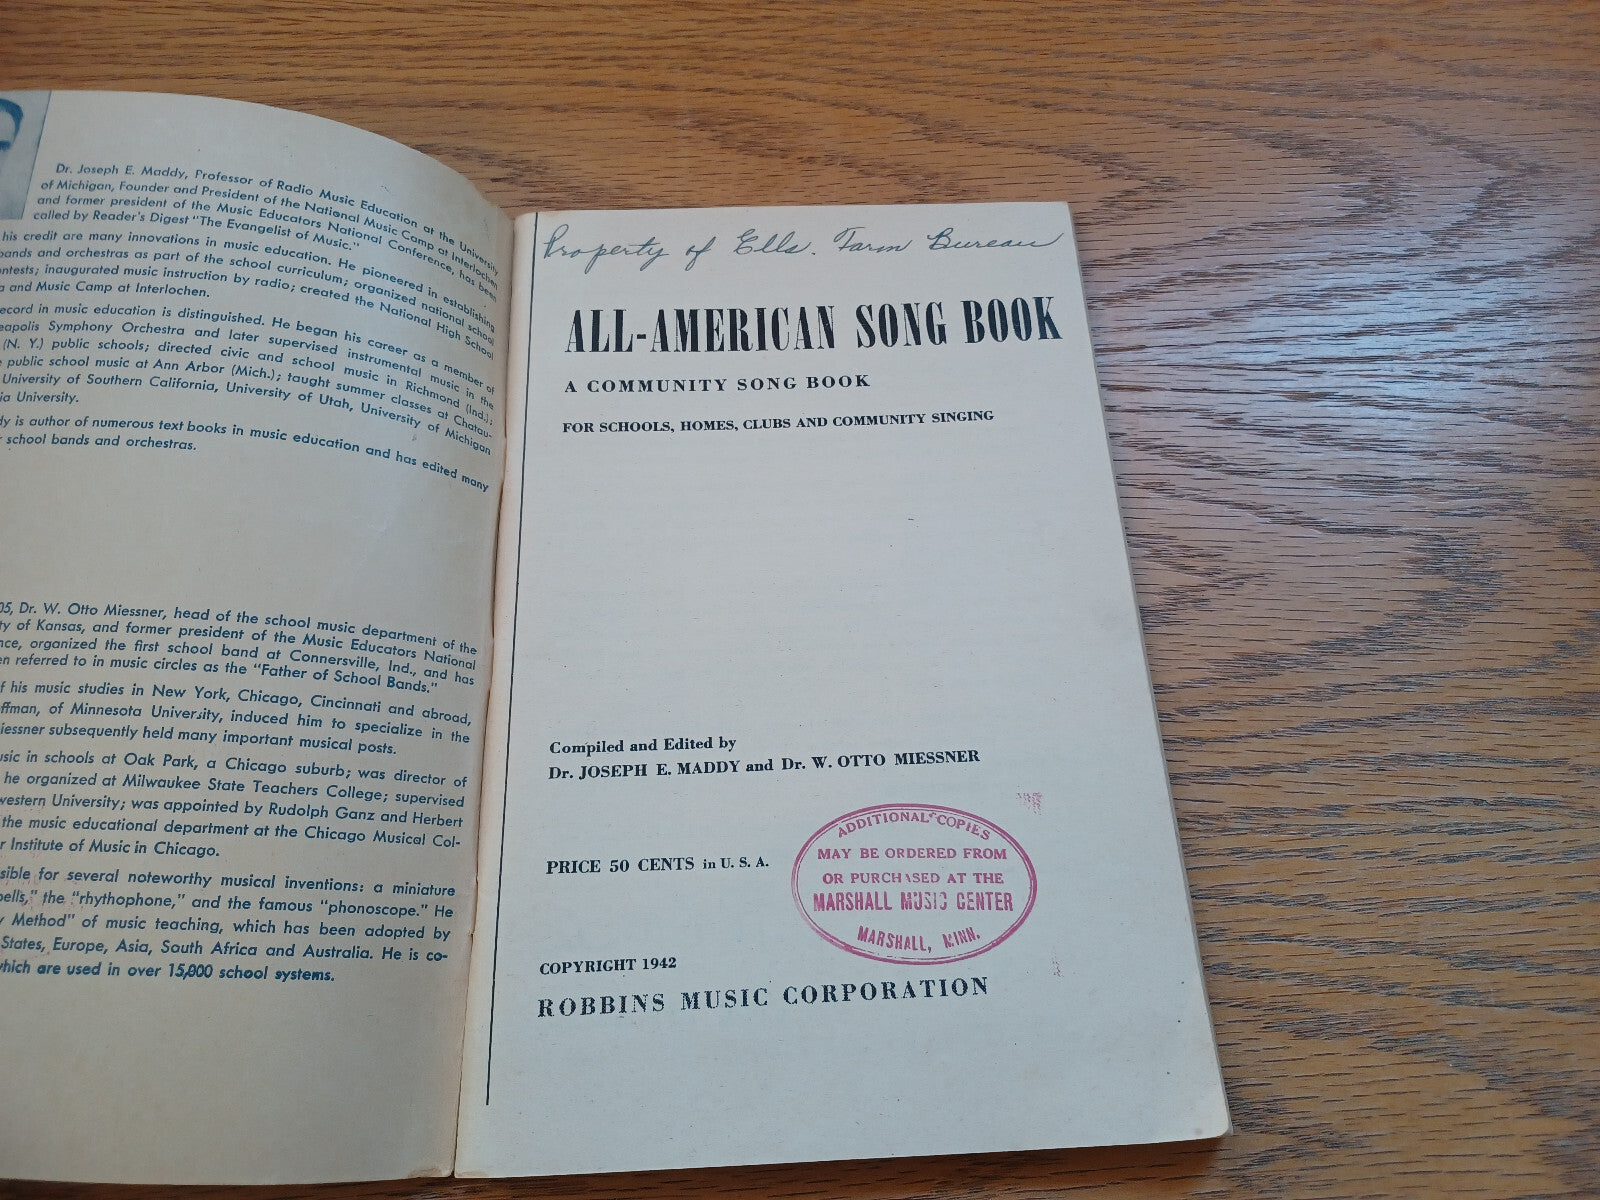 Dr. Joseph E. Maddy, Professor of Radio Music Education at the University
of Michigan, Founder and President of the National Music Camp at Interlochen
and former president of the Music Educators National Conference, has been
called by Reader's Digest "The Evangelist of Music."
his credit are many innovations in music education. He pioneered in establishing
bands and orchestras as part of the school curriculum; organized national school
ntests; inaugurated music instruction by radio; created the National High School
a and Music Camp at Interlochen.
ecord in music education is distinguished. He began his career as a member of
eapolis Symphony Orchestra and later supervised instrumental music in the
(N. Y.) public schools; directed civic and school music in Richmond (Ind.);
public school music at Ann Arbor (Mich.); taught summer classes at Chatau-
University of Southern California, University of Utah, University of Michigan
ia University.
dy is author of numerous text books in music education and has edited many
r school bands and orchestras.
05, Dr. W. Otto Miessner, head of the school music department of the
ty of Kansas, and former president of the Music Educators National
nce, organized the first school band at Connersville, Ind., and has
en referred to in music circles as the "Father of School Bands."
f his music studies in New York, Chicago, Cincinnati and abroad,
ffman, of Minnesota University, induced him to specialize in the
iessner subsequently held many important musical posts.
usic in schools at Oak Park, a Chicago suburb; was director of
he organized at Milwaukee State Teachers College; supervised
western University; was appointed by Rudolph Ganz and Herbert
the music educational department at the Chicago Musical Col-
r Institute of Music in Chicago.
sible for several noteworthy musical inventions: a miniature
bells," the "rhythophone," and the famous "phonoscope." He
y Method" of music teaching, which has been adopted by
States, Europe, Asia, South Africa and Australia. He is co-
which are used in over 15,000 school systems.
Property of Ells. Farm Bureau
ALL-AMERICAN SONG BOOK
A COMMUNITY SONG BOOK
FOR SCHOOLS, HOMES, CLUBS AND COMMUNITY SINGING
Compiled and Edited by
Dr. JOSEPH E. MADDY and Dr. W. OTTO MIESSNER
PRICE 50 CENTS in U. S. A.
ADDITIONAL COPIES
MAY BE ORDERED FROM
OR PURCHASED AT THE
MARSHALL MUSIC CENTER
MARSHALL, MINN.
COPYRIGHT 1942
ROBBINS MUSIC CORPORATION